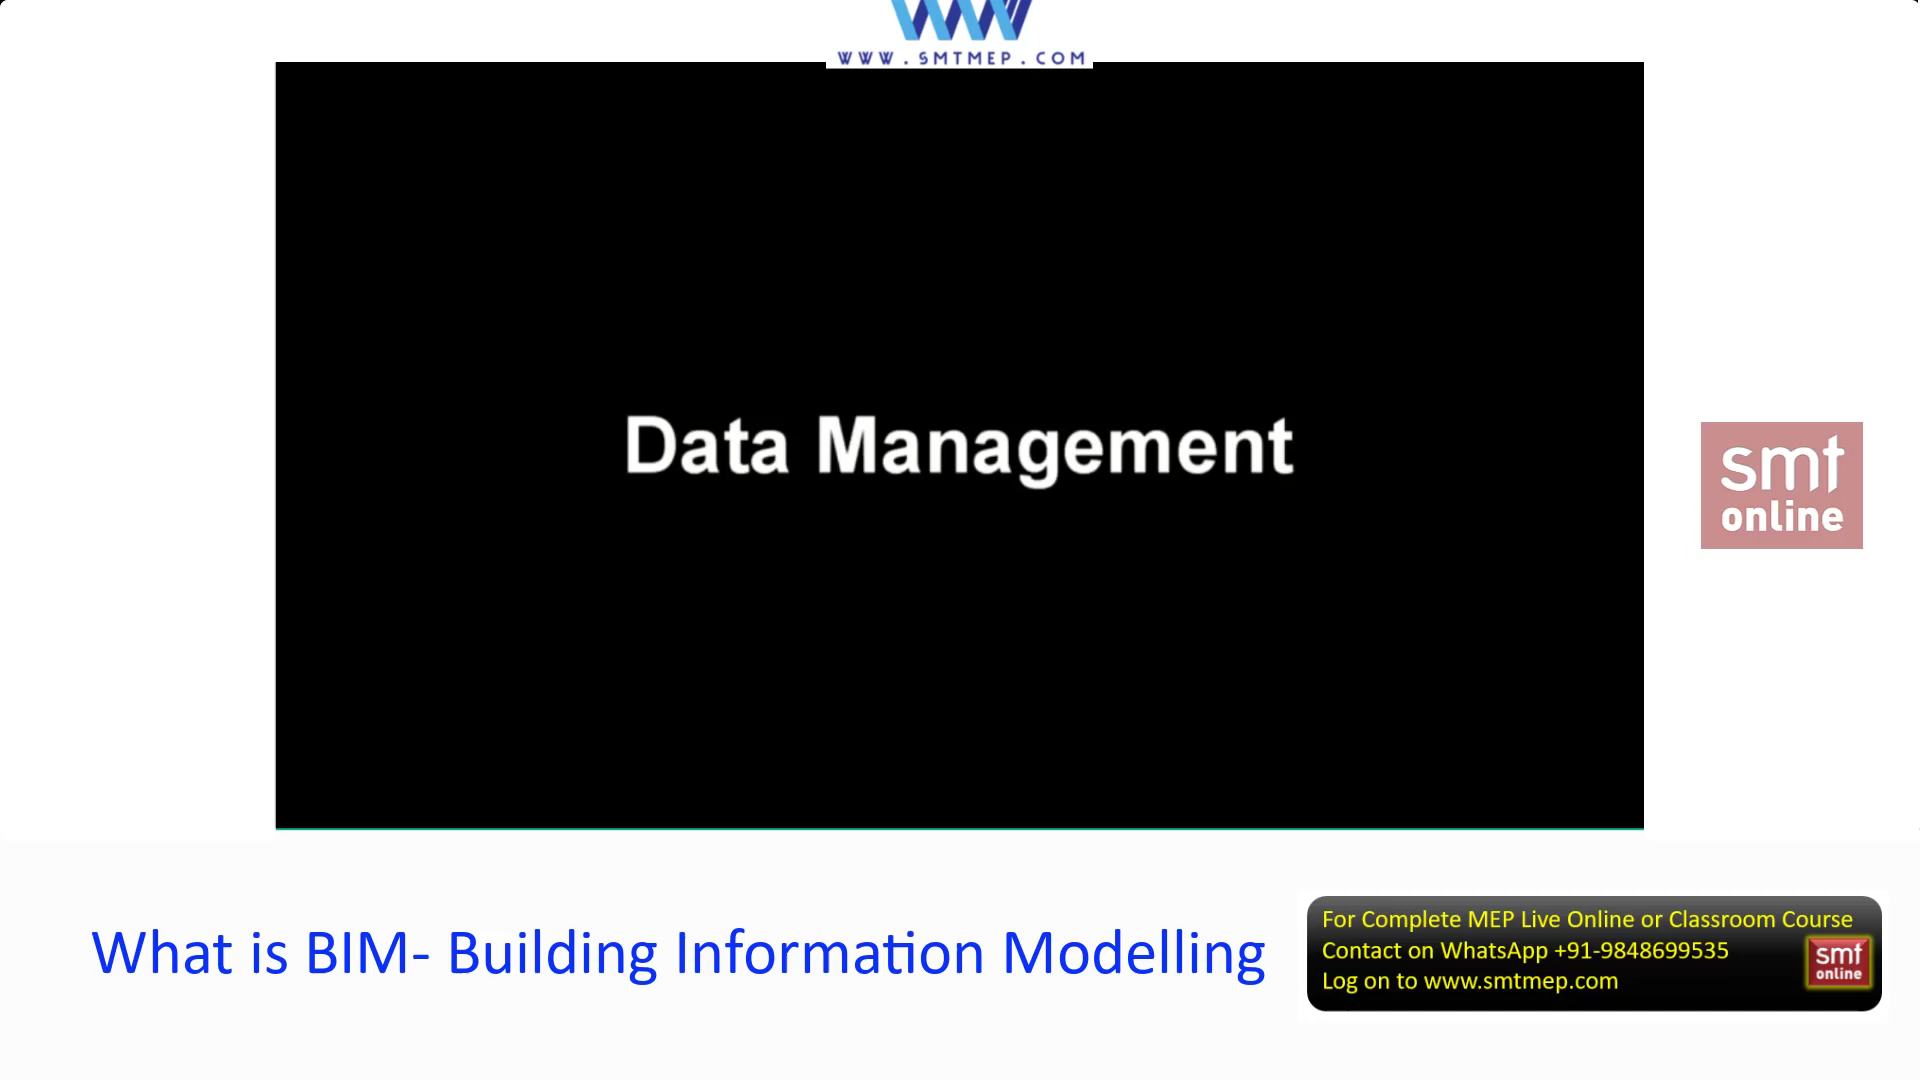 WWW.SMTMEP.COM
Data Management
smt
online
What is BIM- Building Information Modelling
For Complete MEP Live Online or Classroom Course
Contact on WhatsApp +91-9848699535
Log on to www.smtmep.com
smt
online